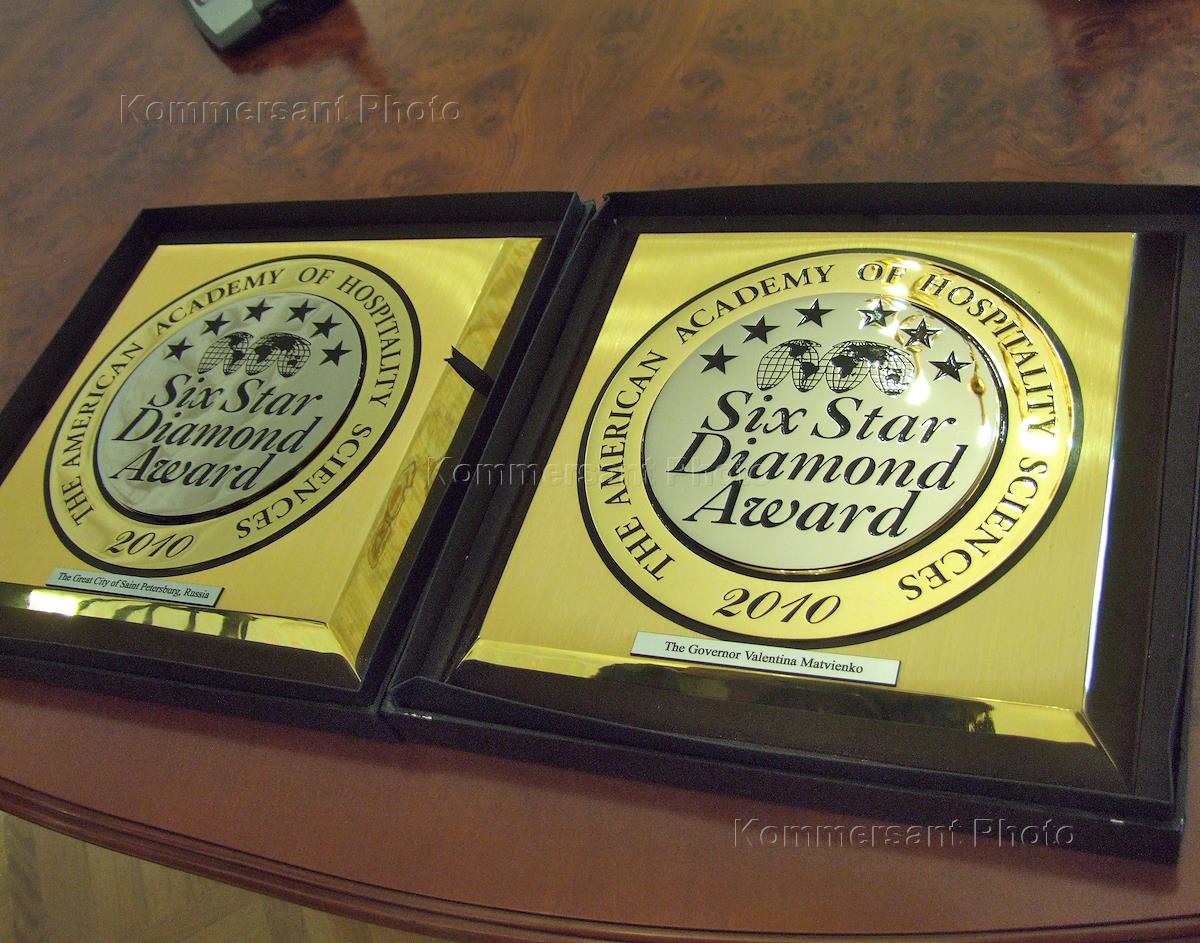 Kommersant Photo
THE AMERICAN ACADEMY OF HOSPITALITY SCIENCES
Six Star
Diamond
Award
2010
The Great City of Saint Petersburg, Russia
THE AMERICAN ACADEMY OF HOSPITALITY SCIENCES
Six Star
Diamond
Award
2010
The Governor Valentina Matvienko
Kommersant Photo
Kommersant Photo